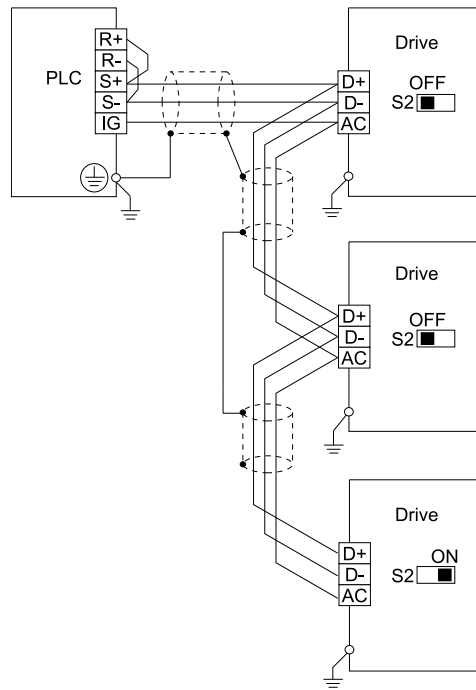 PLC
R+
R-
S+
S-
IG
Drive
OFF
S2
D+
D-
AC
Drive
OFF
S2
D+
D-
AC
Drive
ON
S2
D+
D-
AC